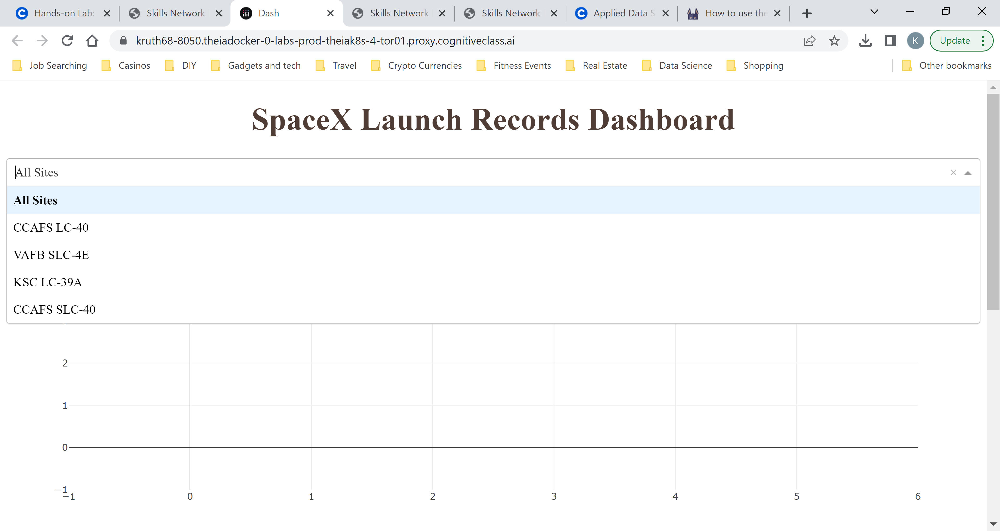 Hands-on Lab:
Skills Network
Dash
Skills Network
Skills Network
Applied Data S
How to use the
kruth68-8050.theiadocker-0-labs-prod-theiak8s-4-tor01.proxy.cognitiveclass.ai
K
Update
Job Searching
Casinos
DIY
Gadgets and tech
Travel
Crypto Currencies
Fitness Events
Real Estate
Data Science
Shopping
Other bookmarks
SpaceX Launch Records Dashboard
All Sites
All Sites
CCAFS LC-40
VAFB SLC-4E
KSC LC-39A
CCAFS SLC-40
2
1
0
−1
−1 0 1 2 3 4 5 6